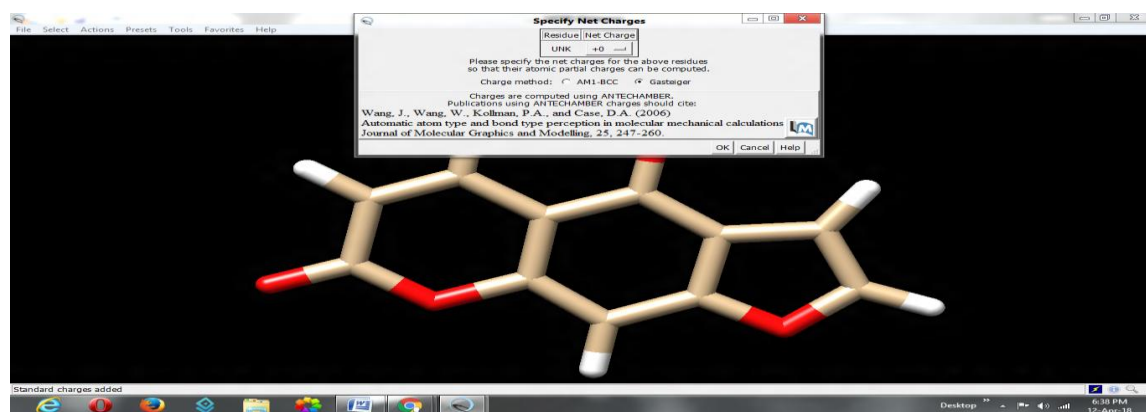 Specify Net Charges
File Select Actions Presets Tools Favorites Help
Residue Net Charge
UNK +0
Please specify the net charges for the above residues
so that their atomic partial charges can be computed.
Charge method: AM1-BCC Gasteiger
Charges are computed using ANTECHAMBER.
Publications using ANTECHAMBER charges should cite:
Wang, J., Wang, W., Kollman, P.A., and Case, D.A. (2006)
Automatic atom type and bond type perception in molecular mechanical calculations
Journal of Molecular Graphics and Modelling, 25, 247-260.
OK Cancel Help
Standard charges added
Desktop
6:38 PM